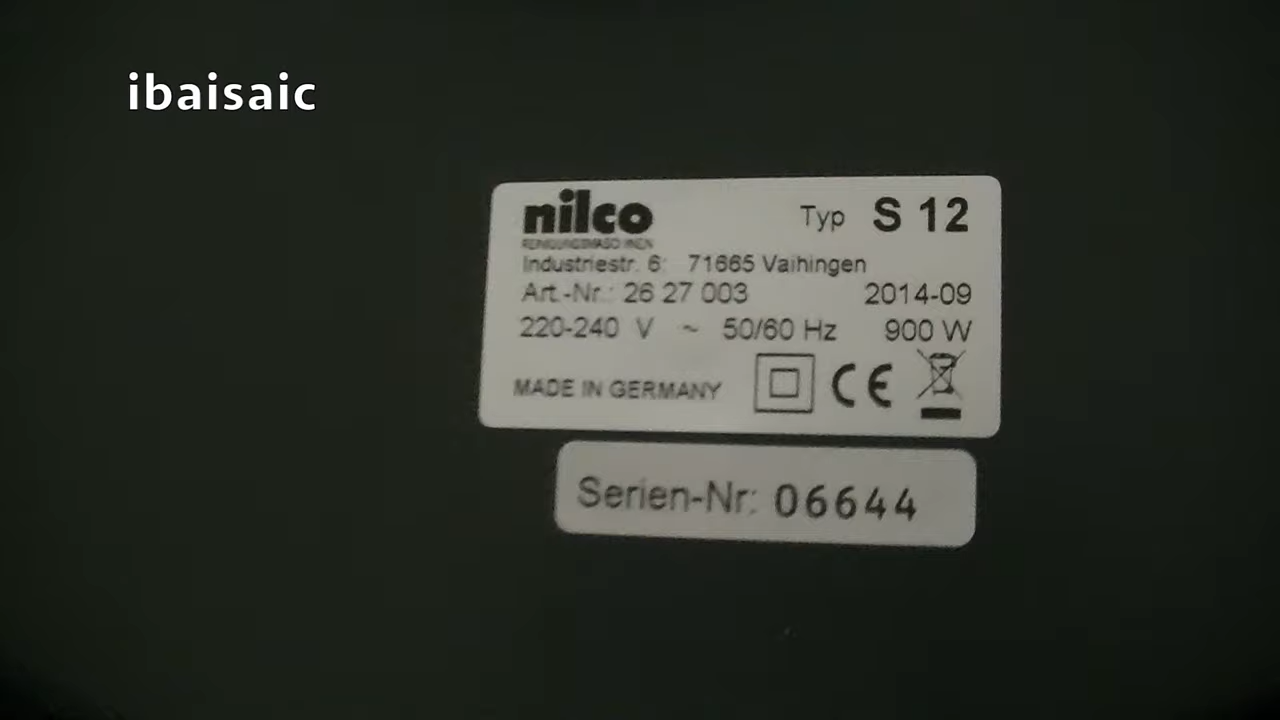 ibaisaic
nilco Typ S 12
REINIGUNGSMASCHINEN
Industriestr. 6; 71665 Vaihingen
Art.-Nr.: 26 27 003 2014-09
220-240 V ~ 50/60 Hz 900 W
MADE IN GERMANY CE
Serien-Nr: 06644